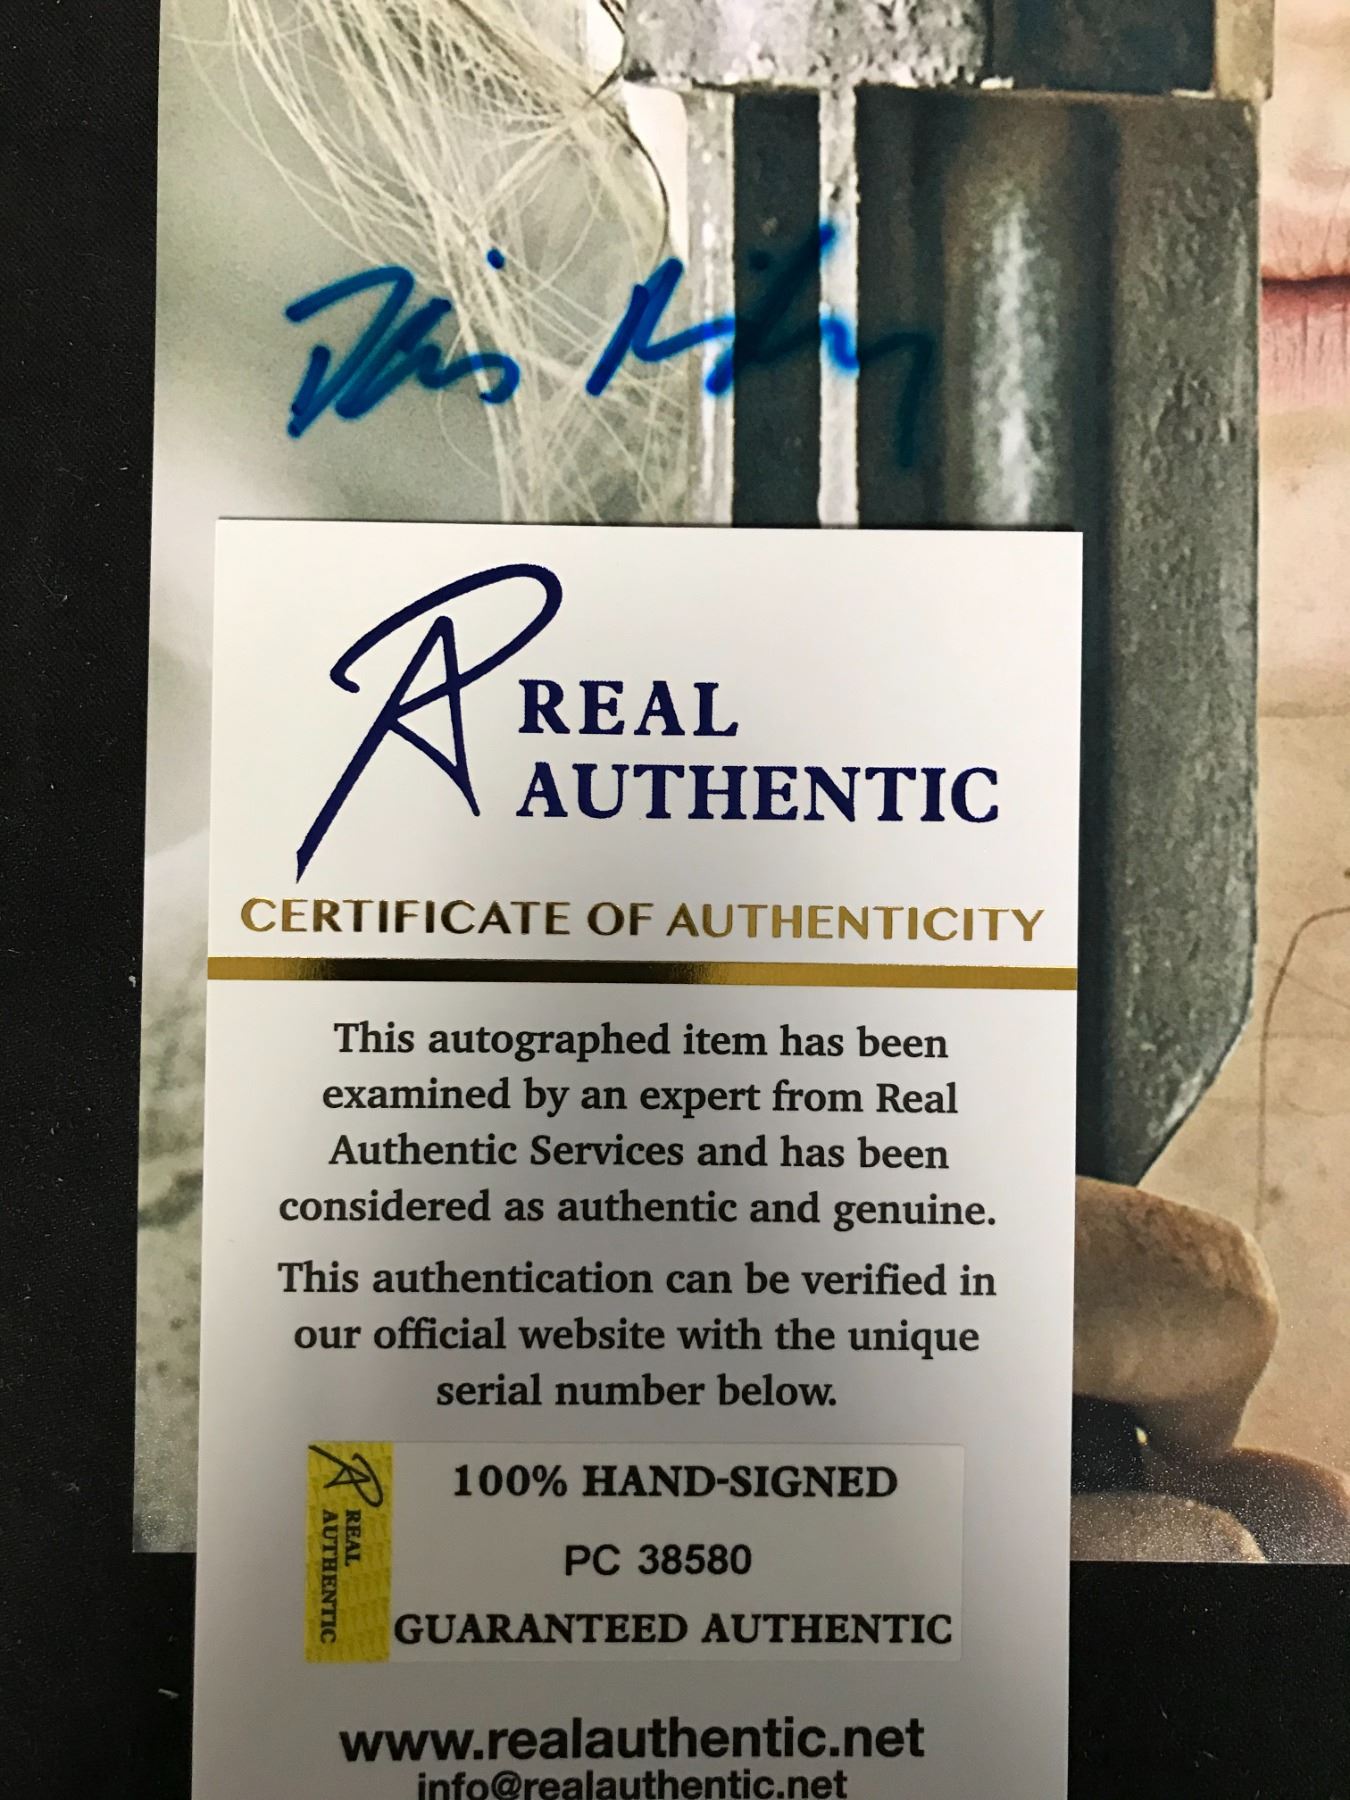 REAL
AUTHENTIC
CERTIFICATE OF AUTHENTICITY
This autographed item has been
examined by an expert from Real
Authentic Services and has been
considered as authentic and genuine.
This authentication can be verified in
our official website with the unique
serial number below.
REAL
AUTHENTIC
100% HAND-SIGNED
PC 38580
GUARANTEED AUTHENTIC
www.realauthentic.net
info@realauthentic.net